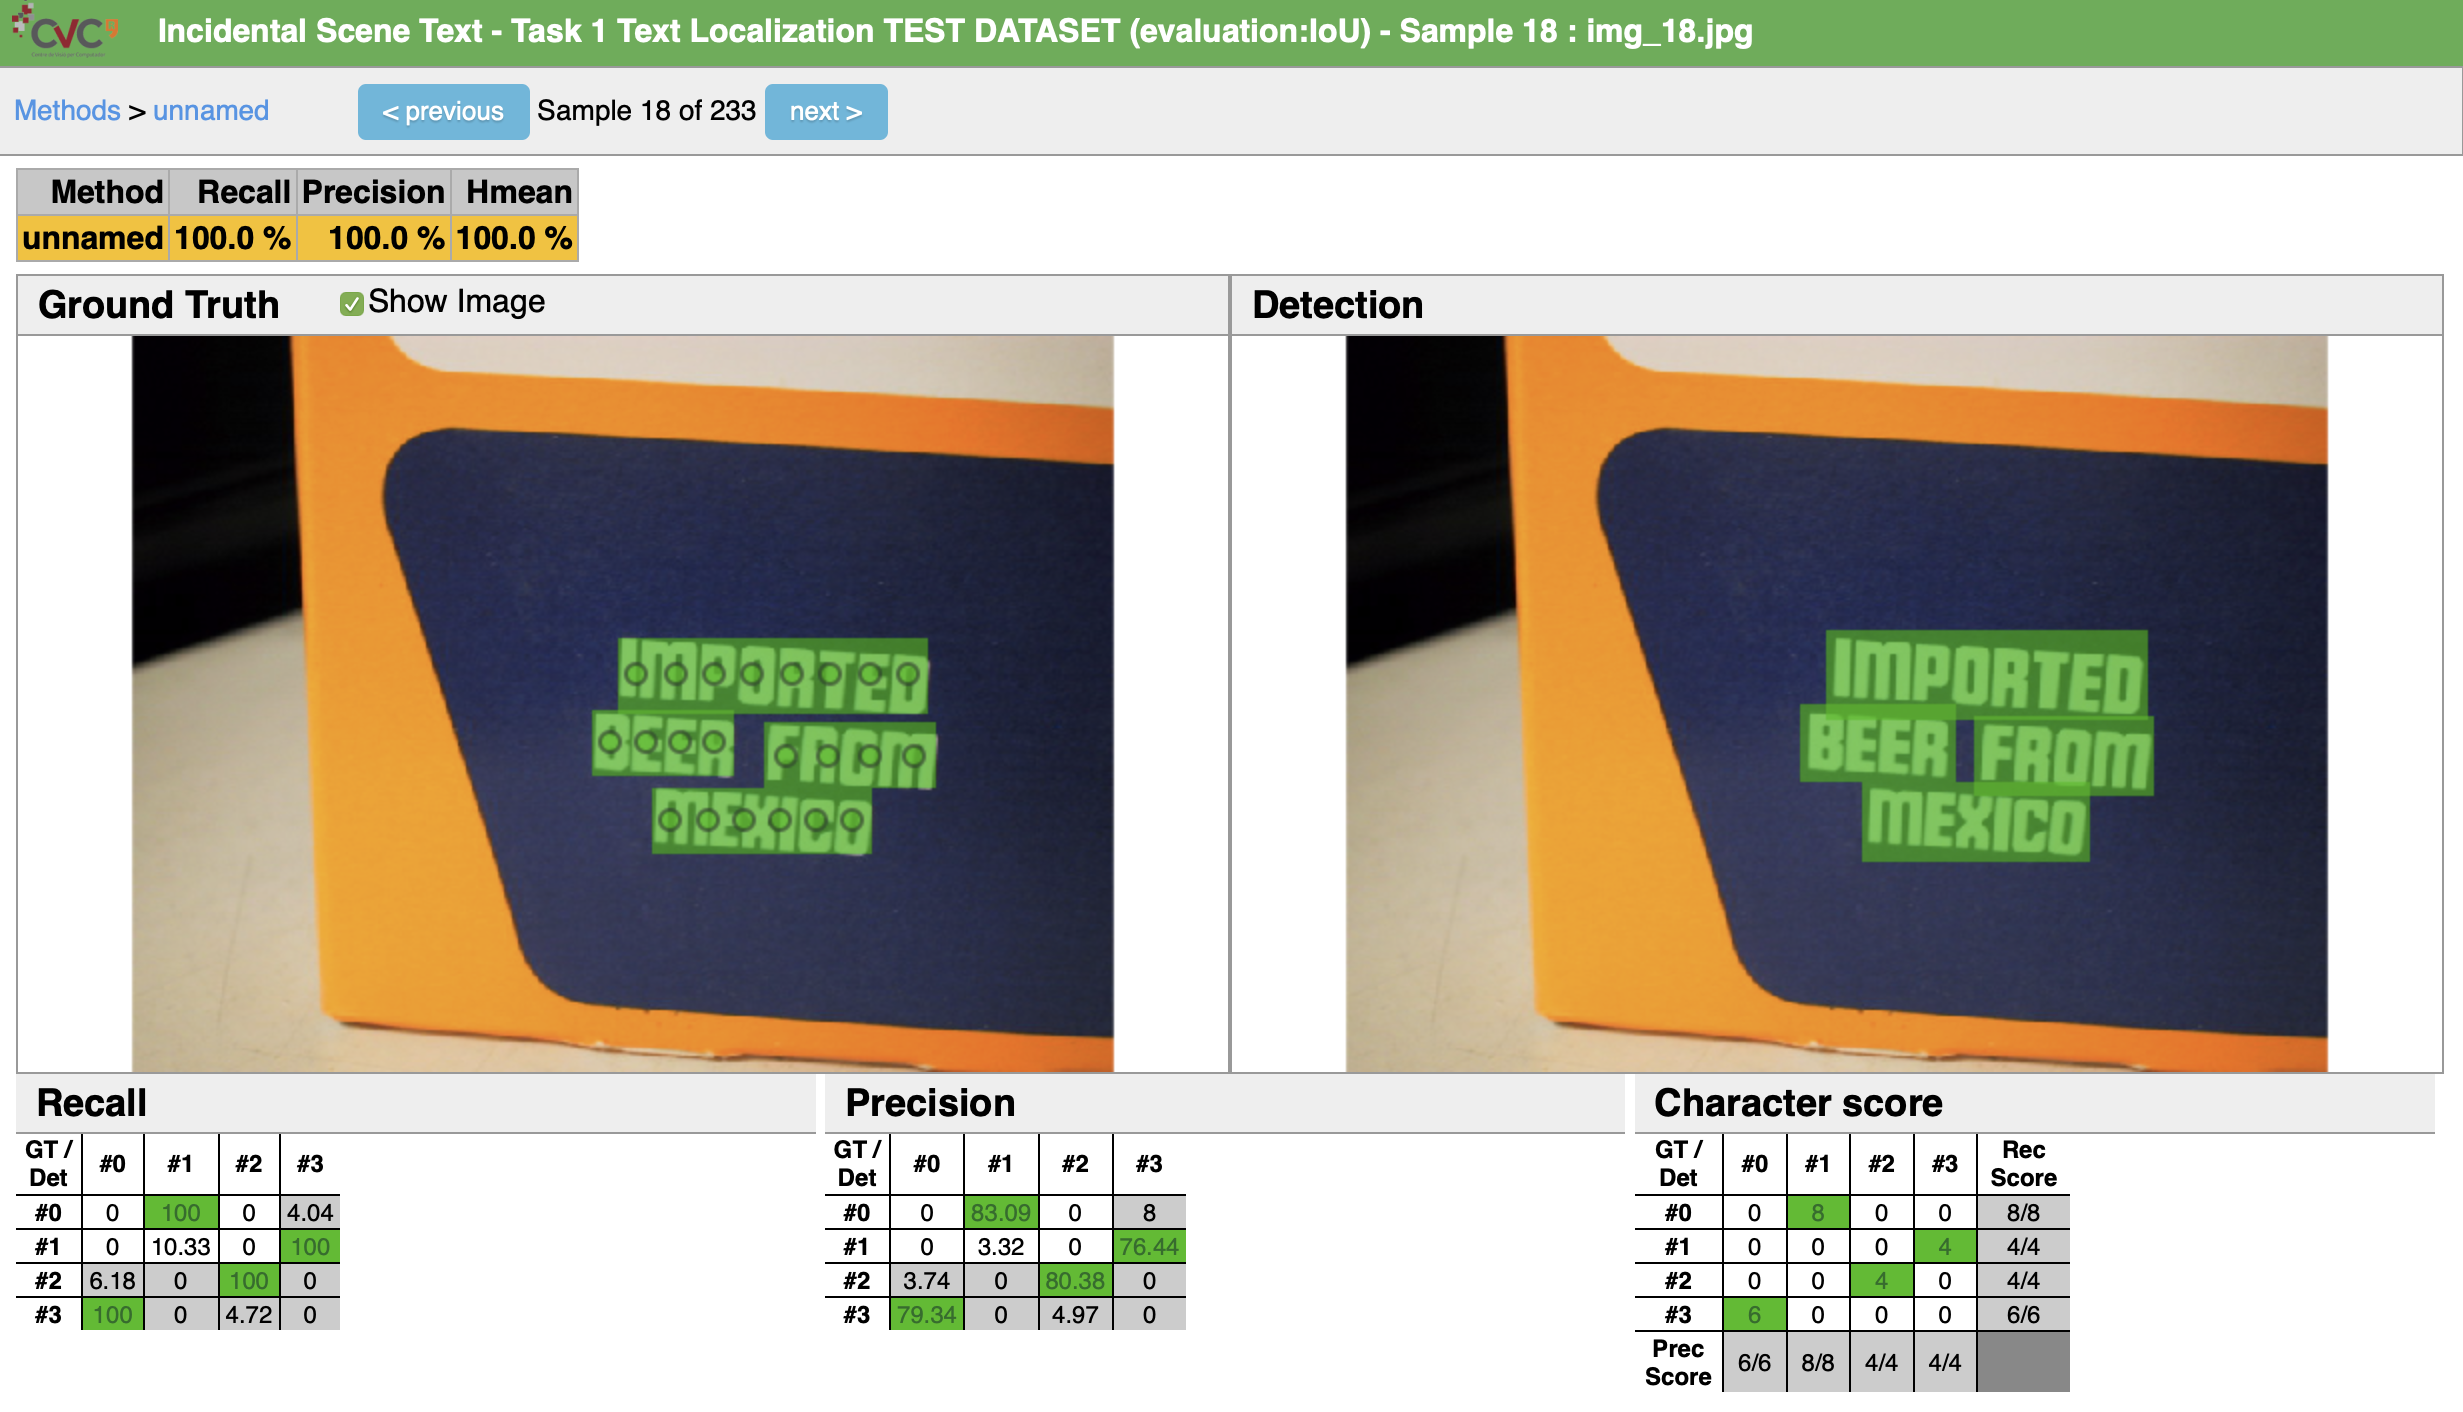 CVC
Incidental Scene Text - Task 1 Text Localization TEST DATASET (evaluation:IoU) - Sample 18 : img_18.jpg
Methods > unnamed < previous Sample 18 of 233 next >
Method Recall Precision Hmean
unnamed 100.0 % 100.0 % 100.0 %
Ground Truth Show Image
IMPORTED
BEER FROM
MEXICO
Detection
IMPORTED
BEER FROM
MEXICO
Recall
GT / Det #0 #1 #2 #3
#0 0 100 0 4.04
#1 0 10.33 0 100
#2 6.18 0 100 0
#3 100 0 4.72 0
Precision
GT / Det #0 #1 #2 #3
#0 0 83.09 0 8
#1 0 3.32 0 76.44
#2 3.74 0 80.38 0
#3 79.34 0 4.97 0
Character score
GT / Det #0 #1 #2 #3 Rec Score
#0 0 8 0 0 8/8
#1 0 0 0 4 4/4
#2 0 0 4 0 4/4
#3 6 0 0 0 6/6
Prec Score 6/6 8/8 4/4 4/4